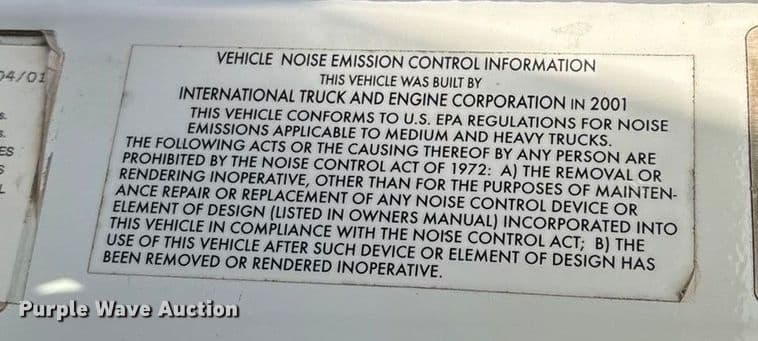 04/01
S.
S.
ES
S
L
VEHICLE NOISE EMISSION CONTROL INFORMATION
THIS VEHICLE WAS BUILT BY
INTERNATIONAL TRUCK AND ENGINE CORPORATION IN 2001
THIS VEHICLE CONFORMS TO U.S. EPA REGULATIONS FOR NOISE
EMISSIONS APPLICABLE TO MEDIUM AND HEAVY TRUCKS.
THE FOLLOWING ACTS OR THE CAUSING THEREOF BY ANY PERSON ARE
PROHIBITED BY THE NOISE CONTROL ACT OF 1972: A) THE REMOVAL OR
RENDERING INOPERATIVE, OTHER THAN FOR THE PURPOSES OF MAINTEN-
ANCE REPAIR OR REPLACEMENT OF ANY NOISE CONTROL DEVICE OR
ELEMENT OF DESIGN (LISTED IN OWNERS MANUAL) INCORPORATED INTO
THIS VEHICLE IN COMPLIANCE WITH THE NOISE CONTROL ACT; B) THE
USE OF THIS VEHICLE AFTER SUCH DEVICE OR ELEMENT OF DESIGN HAS
BEEN REMOVED OR RENDERED INOPERATIVE.
Purple Wave Auction